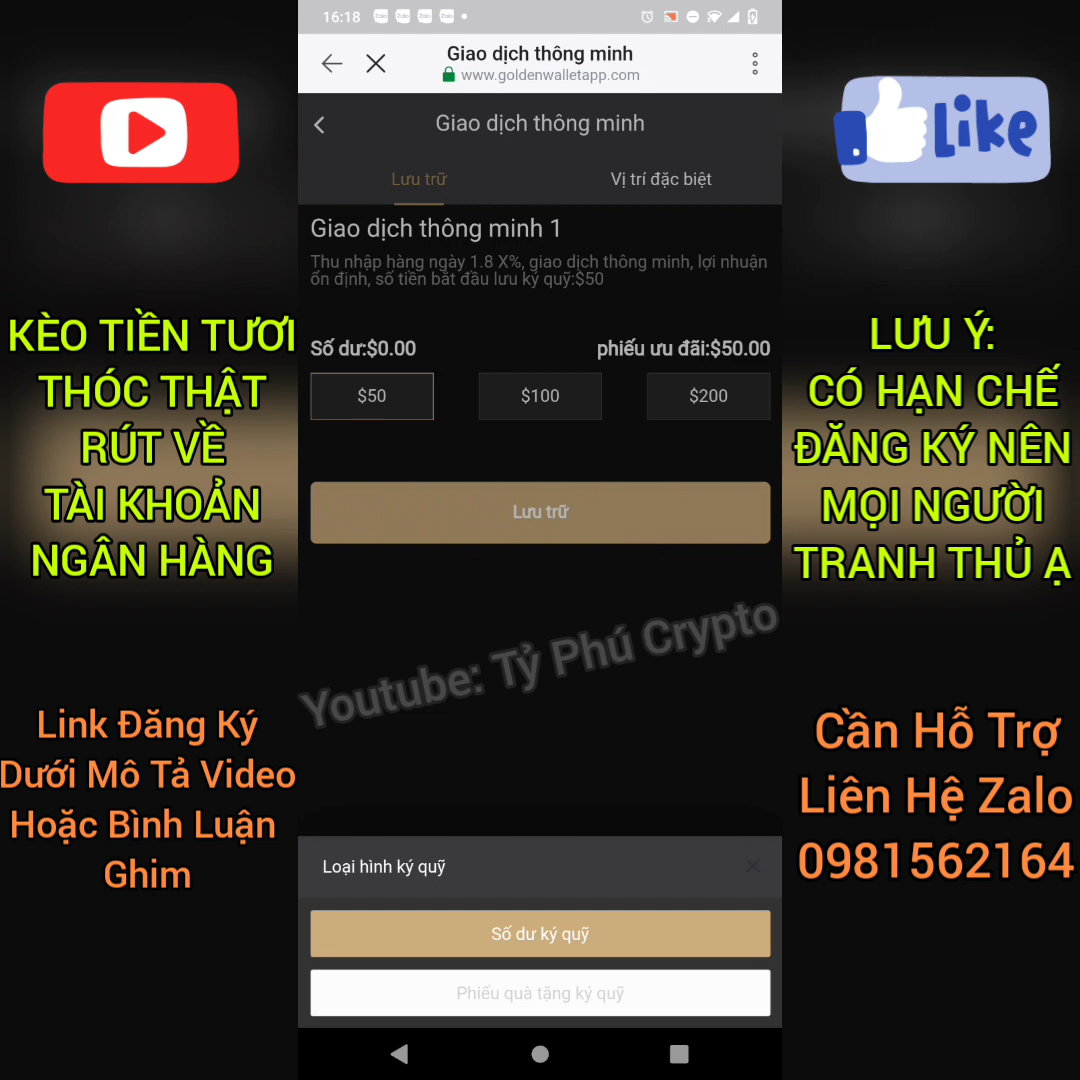 16:18
Zalo Zalo Zalo Zalo
Giao dịch thông minh
www.goldenwalletapp.com
Giao dịch thông minh
Lưu trữ
Vị trí đặc biệt
Giao dịch thông minh 1
Thu nhập hàng ngày 1.8 X%, giao dịch thông minh, lợi nhuận
ổn định, số tiền bắt đầu lưu ký quỹ:$50
Số dư:$0.00
phiếu ưu đãi:$50.00
$50
$100
$200
Lưu trữ
Youtube: Tỷ Phú Crypto
Loại hình ký quỹ
Số dư ký quỹ
Phiếu quà tặng ký quỹ
KÈO TIỀN TƯƠI
THÓC THẬT
RÚT VỀ
TÀI KHOẢN
NGÂN HÀNG
Link Đăng Ký
Dưới Mô Tả Video
Hoặc Bình Luận
Ghim
Like
LƯU Ý:
CÓ HẠN CHẾ
ĐĂNG KÝ NÊN
MỌI NGƯỜI
TRANH THỦ Ạ
Cần Hỗ Trợ
Liên Hệ Zalo
0981562164